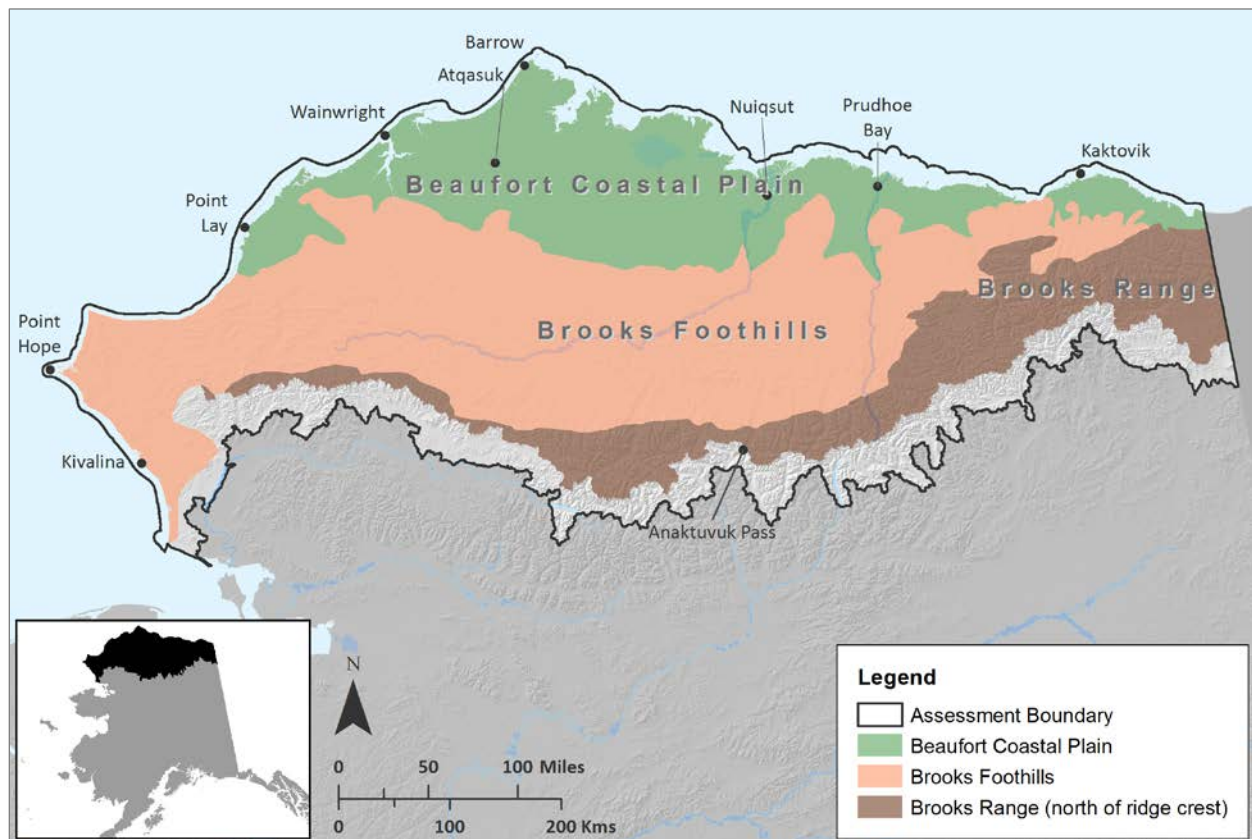 Barrow
Atqasuk
Wainwright
Nuiqsut
Prudhoe
Bay
Kaktovik
Beaufort Coastal Plain
Point
Lay
Brooks Range
Brooks Foothills
Point
Hope
Kivalina
Anaktuvuk Pass
N
0 50 100 Miles
0 100 200 Kms
Legend
Assessment Boundary
Beaufort Coastal Plain
Brooks Foothills
Brooks Range (north of ridge crest)